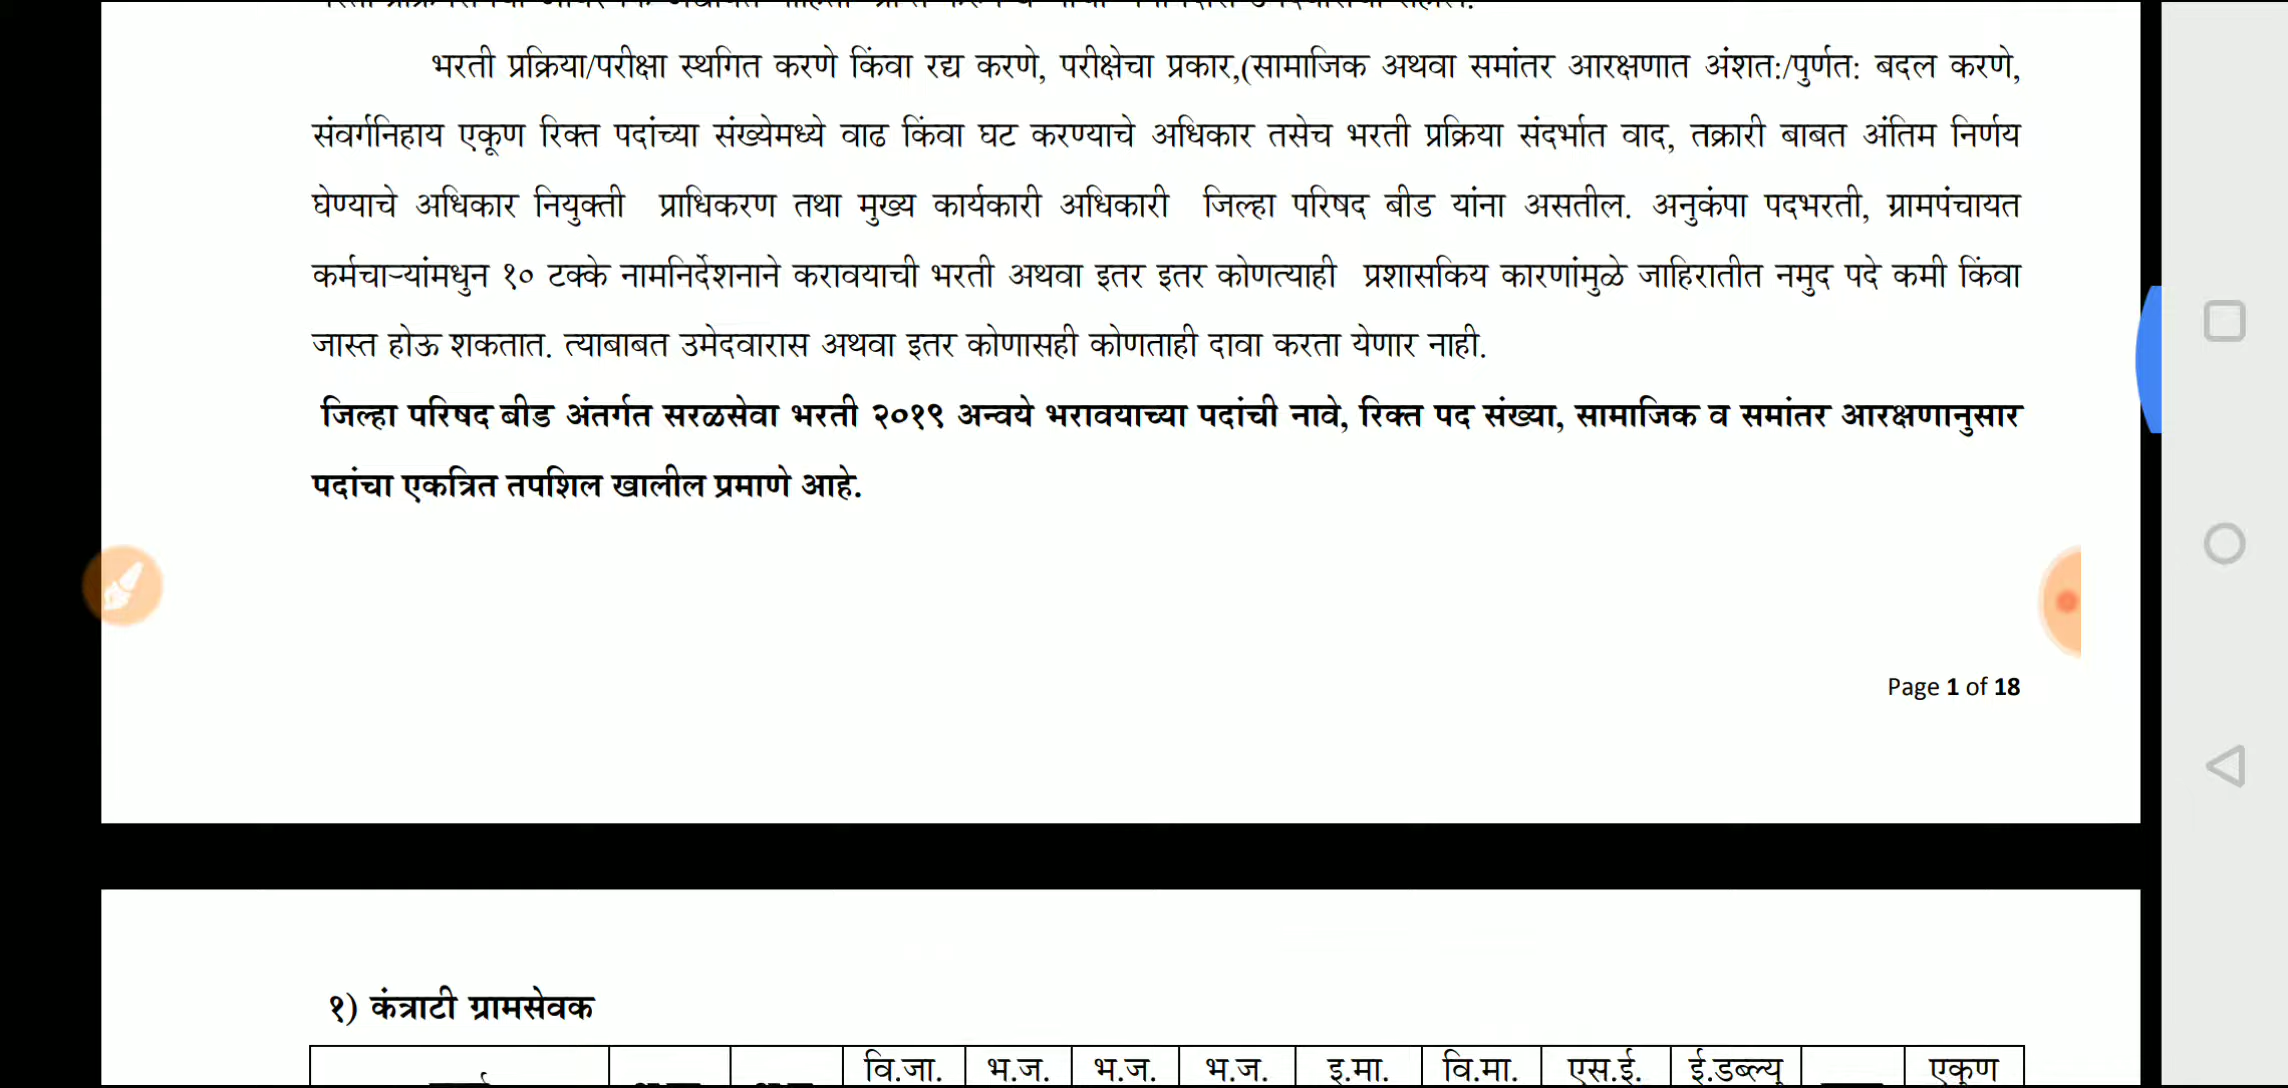 भरती प्रक्रिया/परीक्षा स्थगित करणे किंवा रद्य करणे, परीक्षेचा प्रकार,(सामाजिक अथवा समांतर आरक्षणात अंशत:/पुर्णत: बदल करणे,
संवर्गनिहाय एकूण रिक्त पदांच्या संख्येमध्ये वाढ किंवा घट करण्याचे अधिकार तसेच भरती प्रक्रिया संदर्भात वाद, तक्रारी बाबत अंतिम निर्णय
घेण्याचे अधिकार नियुक्ती प्राधिकरण तथा मुख्य कार्यकारी अधिकारी जिल्हा परिषद बीड यांना असतील. अनुकंपा पदभरती, ग्रामपंचायत
कर्मचाऱ्यांमधुन १० टक्के नामनिर्देशनाने करावयाची भरती अथवा इतर इतर कोणत्याही प्रशासकिय कारणांमुळे जाहिरातीत नमुद पदे कमी किंवा
जास्त होऊ शकतात. त्याबाबत उमेदवारास अथवा इतर कोणासही कोणताही दावा करता येणार नाही.
जिल्हा परिषद बीड अंतर्गत सरळसेवा भरती २०१९ अन्वये भरावयाच्या पदांची नावे, रिक्त पद संख्या, सामाजिक व समांतर आरक्षणानुसार
पदांचा एकत्रित तपशिल खालील प्रमाणे आहे.
Page 1 of 18
१) कंत्राटी ग्रामसेवक
वि.जा. भ.ज. भ.ज. भ.ज. इ.मा. वि.मा. एस.ई. ई.डब्ल्यू एकूण